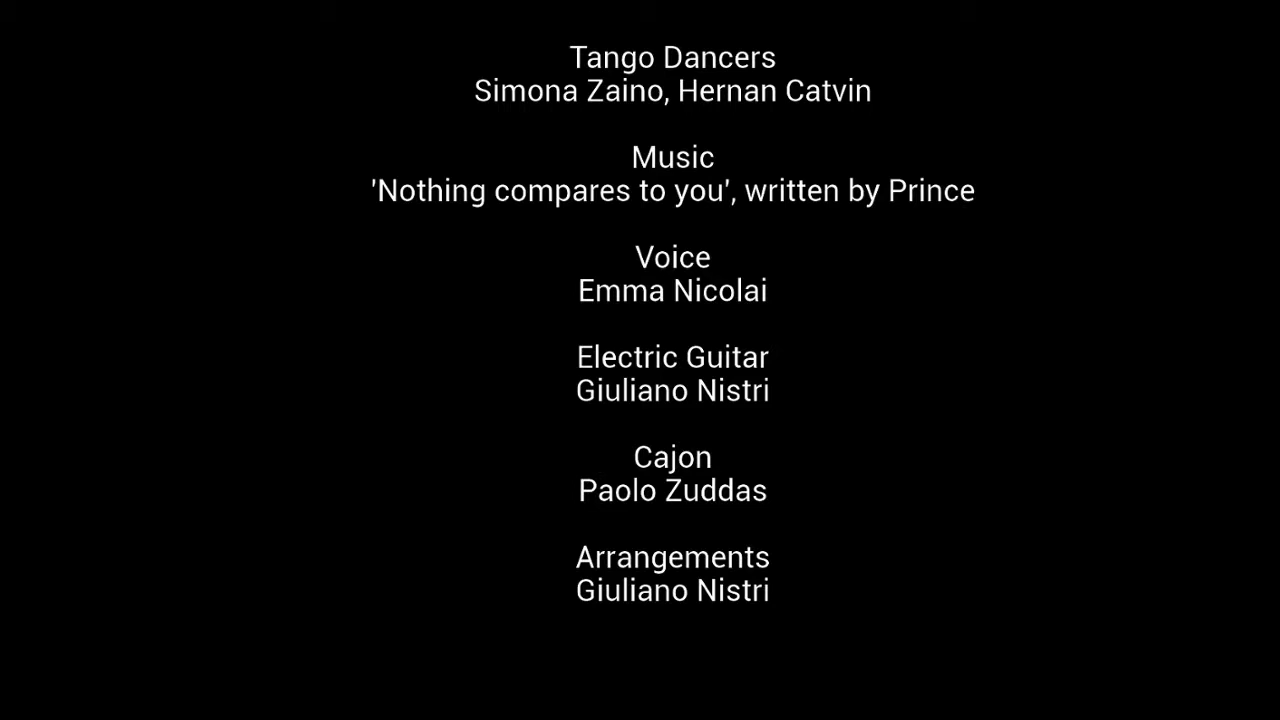 Tango Dancers
Simona Zaino, Hernan Catvin
Music
'Nothing compares to you', written by Prince
Voice
Emma Nicolai
Electric Guitar
Giuliano Nistri
Cajon
Paolo Zuddas
Arrangements
Giuliano Nistri